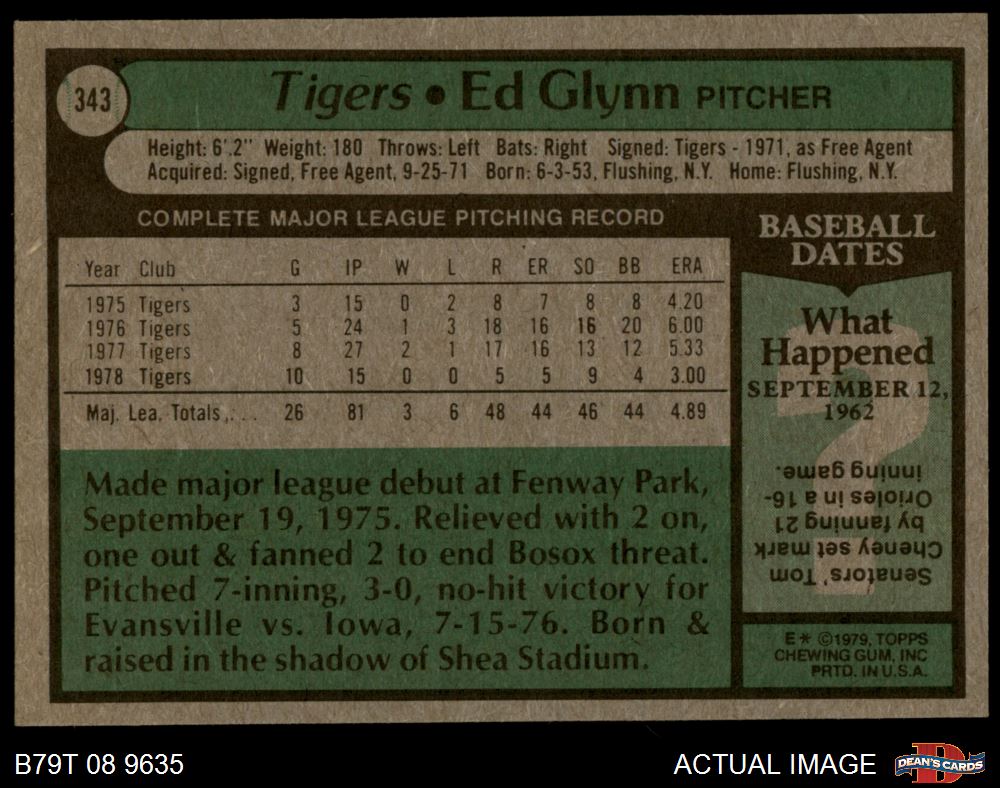 343
Tigers • Ed Glynn PITCHER
Height: 6'.2" Weight: 180 Throws: Left Bats: Right Signed: Tigers - 1971, as Free Agent
Acquired: Signed, Free Agent, 9-25-71 Born: 6-3-53, Flushing, N.Y. Home: Flushing, N.Y.
COMPLETE MAJOR LEAGUE PITCHING RECORD
Year Club G IP W L R ER SO BB ERA
1975 Tigers 3 15 0 2 8 7 8 8 4.20
1976 Tigers 5 24 1 3 18 16 16 20 6.00
1977 Tigers 8 27 2 1 17 16 13 12 5.33
1978 Tigers 10 15 0 0 5 5 9 4 3.00
Maj. Lea. Totals,. . . 26 81 3 6 48 44 46 44 4.89
Made major league debut at Fenway Park,
September 19, 1975. Relieved with 2 on,
one out & fanned 2 to end Bosox threat.
Pitched 7-inning, 3-0, no-hit victory for
Evansville vs. Iowa, 7-15-76. Born &
raised in the shadow of Shea Stadium.
BASEBALL
DATES
What
Happened
SEPTEMBER 12,
1962
Senators' Tom
Cheney set mark
by fanning 21
Orioles in a 16-
inning game.
E* ©1979, TOPPS
CHEWING GUM, INC
PRTD. IN U.S.A.
B79T 08 9635
ACTUAL IMAGE
D
DEAN'S CARDS